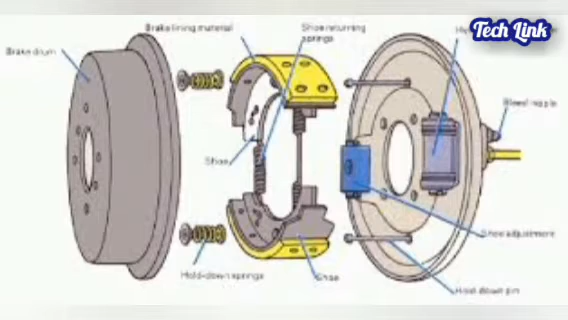 Tech Link
Brake lining material
Shoe returning
springs
Brake drum
Bleed nipple
Shoe
Shoe adjustment
Hold-down springs
Shoe
Hold down pin